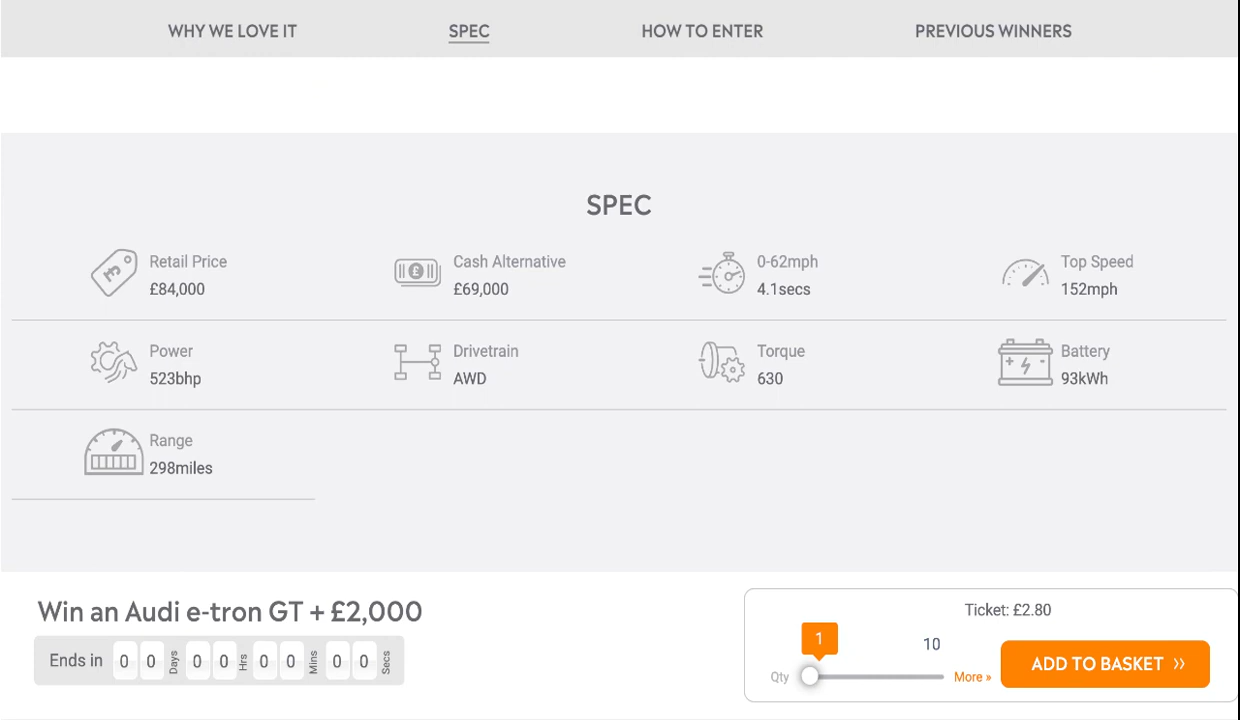 WHY WE LOVE IT SPEC HOW TO ENTER PREVIOUS WINNERS
SPEC
Retail Price Cash Alternative 0-62mph Top Speed
£84,000 £69,000 4.1secs 152mph
Power Drivetrain Torque Battery
523bhp AWD 630 93kWh
Range
298miles
Win an Audi e-tron GT + £2,000
Ends in 0 0 Days 0 0 Hrs 0 0 Mins 0 0 Secs
Ticket: £2.80
1 10
Qty More » ADD TO BASKET »